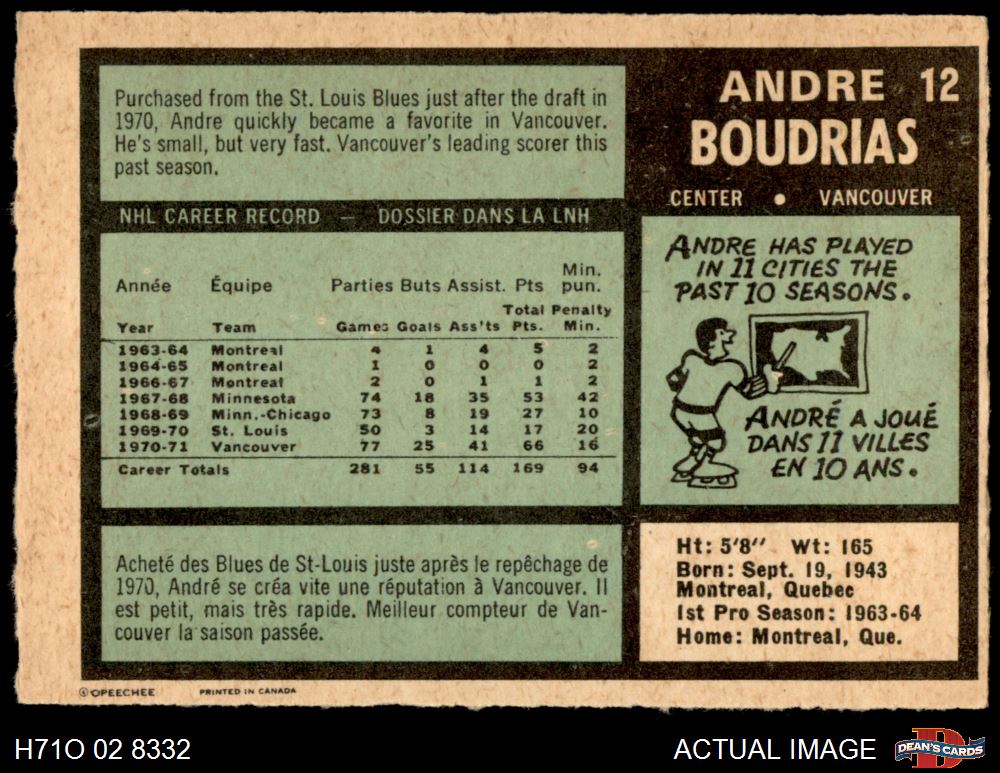 Purchased from the St. Louis Blues just after the draft in
1970, Andre quickly became a favorite in Vancouver.
He's small, but very fast. Vancouver's leading scorer this
past season.
ANDRE 12
BOUDRIAS
CENTER • VANCOUVER
NHL CAREER RECORD — DOSSIER DANS LA LNH
Année Équipe Parties Buts Assist. Pts Min. pun.
Year Team Games Goals Ass'ts Total Pts. Penalty Min.
1963-64 Montreal 4 1 4 5 2
1964-65 Montreal 1 0 0 0 2
1966-67 Montreal 2 0 1 1 2
1967-68 Minnesota 74 18 35 53 42
1968-69 Minn.-Chicago 73 8 19 27 10
1969-70 St. Louis 50 3 14 17 20
1970-71 Vancouver 77 25 41 66 16
Career Totals 281 55 114 169 94
ANDRE HAS PLAYED
IN 11 CITIES THE
PAST 10 SEASONS.
ANDRÉ A JOUÉ
DANS 11 VILLES
EN 10 ANS.
Acheté des Blues de St-Louis juste après le repêchage de
1970, André se créa vite une réputation à Vancouver. Il
est petit, mais très rapide. Meilleur compteur de Van-
couver la saison passée.
Ht: 5'8" Wt: 165
Born: Sept. 19, 1943
Montreal, Quebec
1st Pro Season: 1963-64
Home: Montreal, Que.
© OPEECHEE PRINTED IN CANADA
H71O 02 8332
ACTUAL IMAGE
D
DEAN'S CARDS